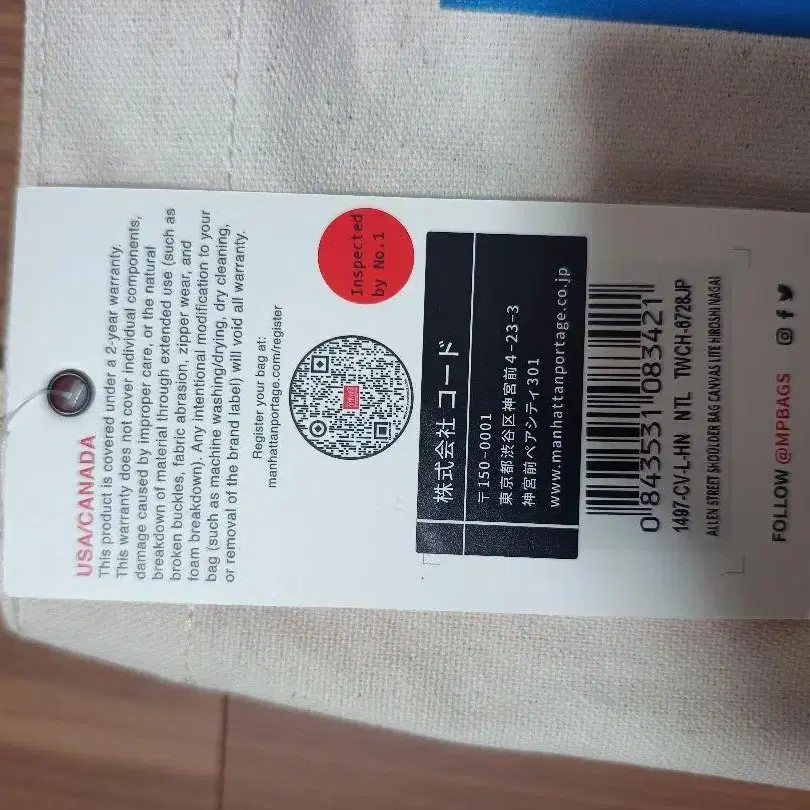 USA/CANADA
This product is covered under a 2-year warranty.
This warranty does not cover individual components,
damage caused by improper care, or the natural
breakdown of material through extended use (such as
broken buckles, fabric abrasion, zipper wear, and
foam breakdown). Any intentional modification to your
bag (such as machine washing/drying, dry cleaning,
or removal of the brand label) will void all warranty.
Register your bag at:
manhattanportage.com/register
Inspected
by No.1
株式会社 コード
〒150-0001
東京都渋谷区神宮前4-23-3
神宮前ペアシティ301
www.manhattanportage.co.jp
0 843531 083421
1497-CV-L-HN NTL TWCH-6728JP
ALLEN STREET SHOULDER BAG CANVAS LITE HIROSHI NAGAI
FOLLOW @MPBAGS